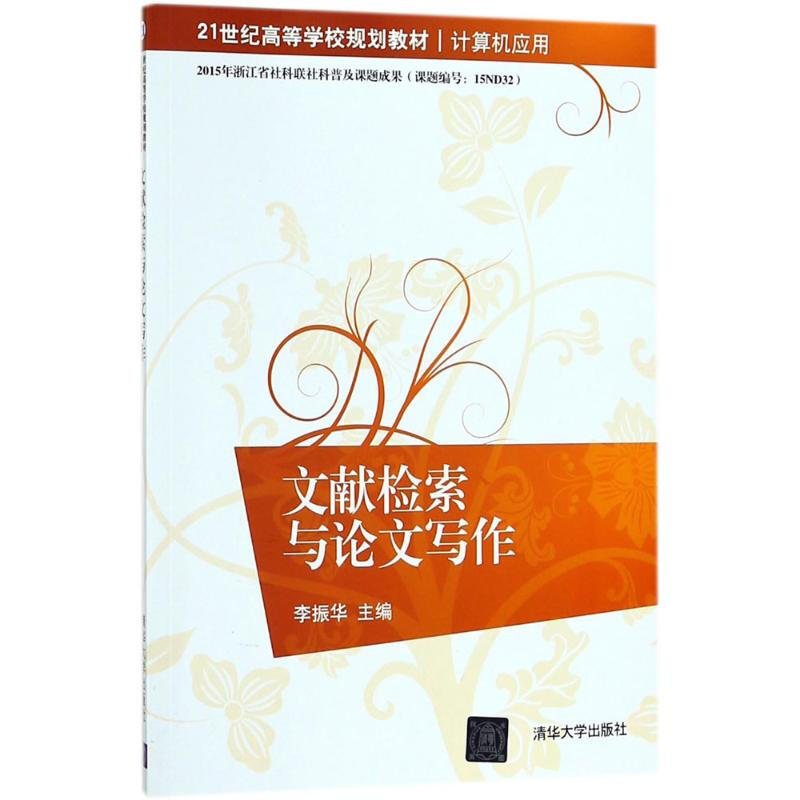 21世纪高等学校规划教材 | 计算机应用
2015年浙江省社科联社科普及课题成果（课题编号：15ND32）
文献检索
与论文写作
李振华 主编
清华大学出版社